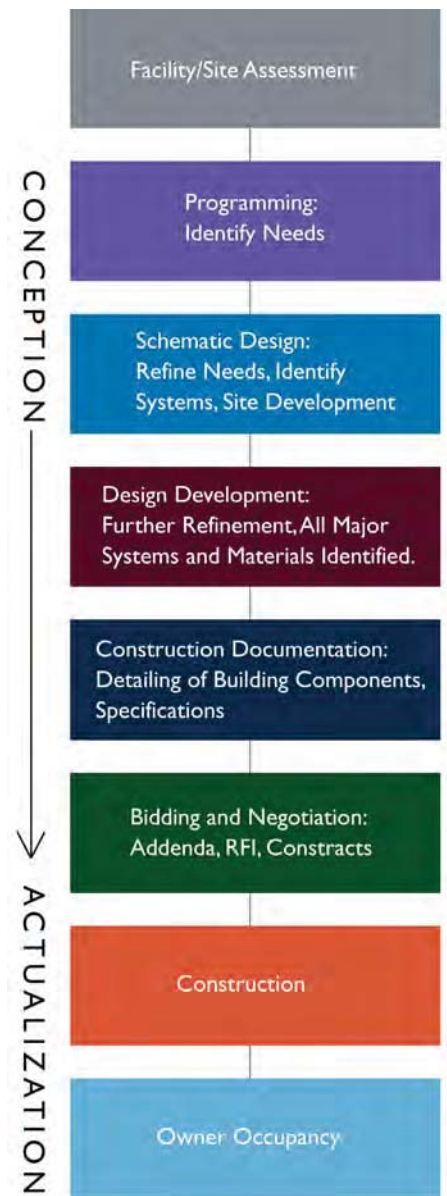 Facility/Site Assessment
CONCEPTION
Programming:
Identify Needs
Schematic Design:
Refine Needs, Identify
Systems, Site Development
Design Development:
Further Refinement, All Major
Systems and Materials Identified.
Construction Documentation:
Detailing of Building Components,
Specifications
Bidding and Negotiation:
Addenda, RFI, Constracts
ACTUALIZATION
Construction
Owner Occupancy